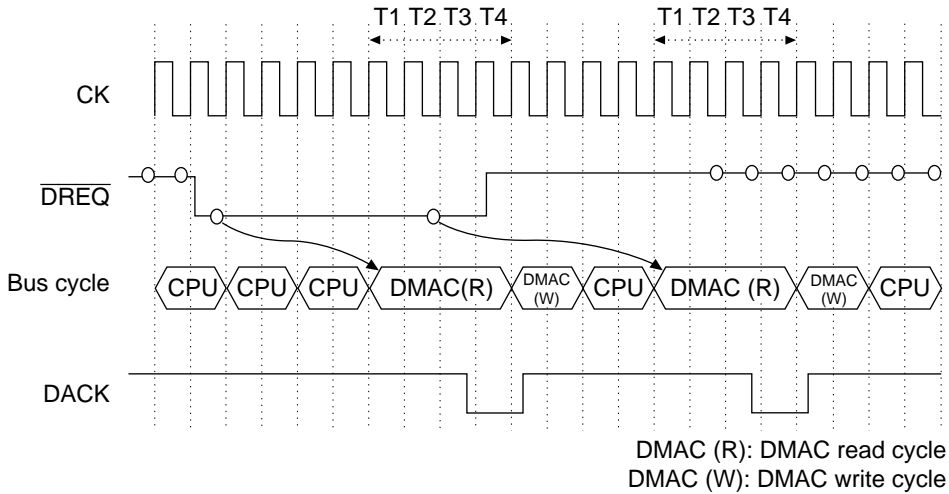 T1 T2 T3 T4 T1 T2 T3 T4
CK
DREQ
Bus cycle CPU CPU CPU DMAC(R) DMAC (W) CPU DMAC (R) DMAC (W) CPU
DACK
DMAC (R): DMAC read cycle
DMAC (W): DMAC write cycle